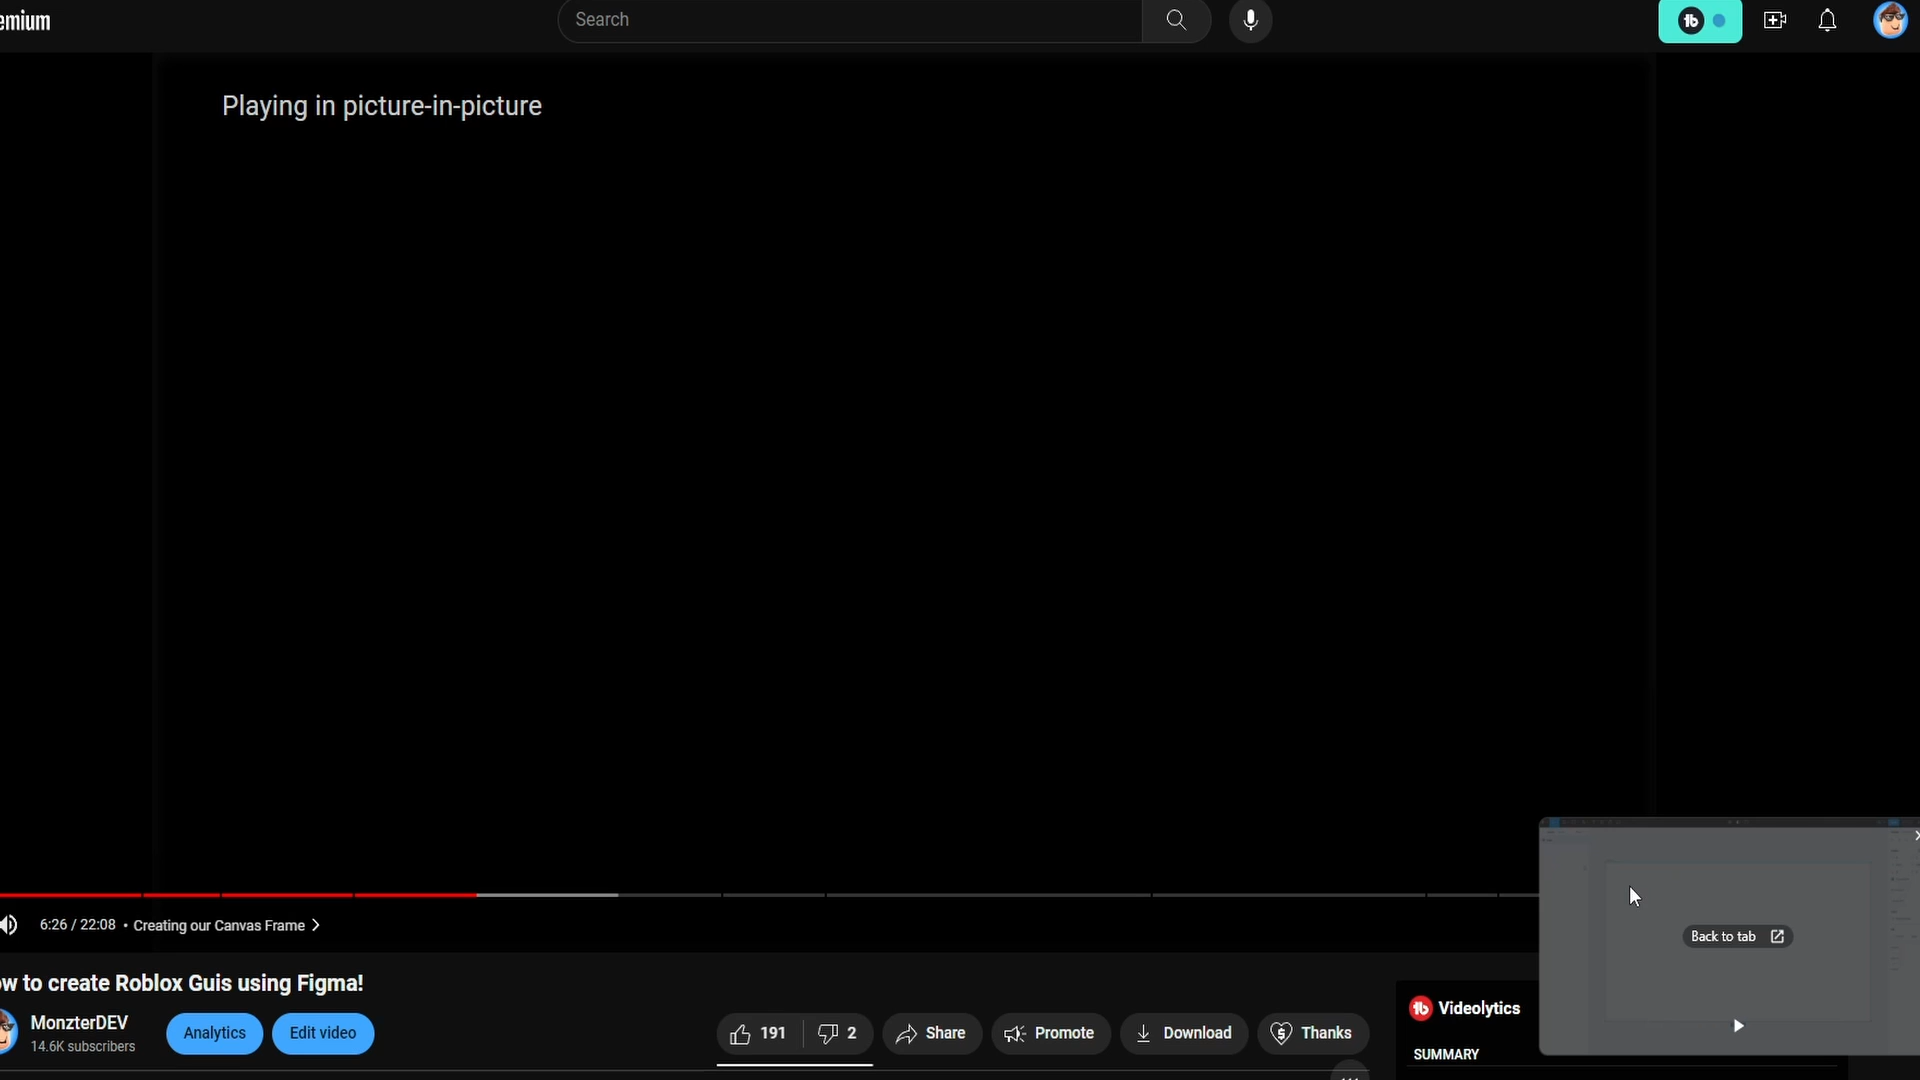 emium
Search
Playing in picture-in-picture
6:26 / 22:08 • Creating our Canvas Frame
Back to tab
ow to create Roblox Guis using Figma!
MonzterDEV
14.6K subscribers
Analytics
Edit video
191
2
Share
Promote
Download
Thanks
Videolytics
SUMMARY